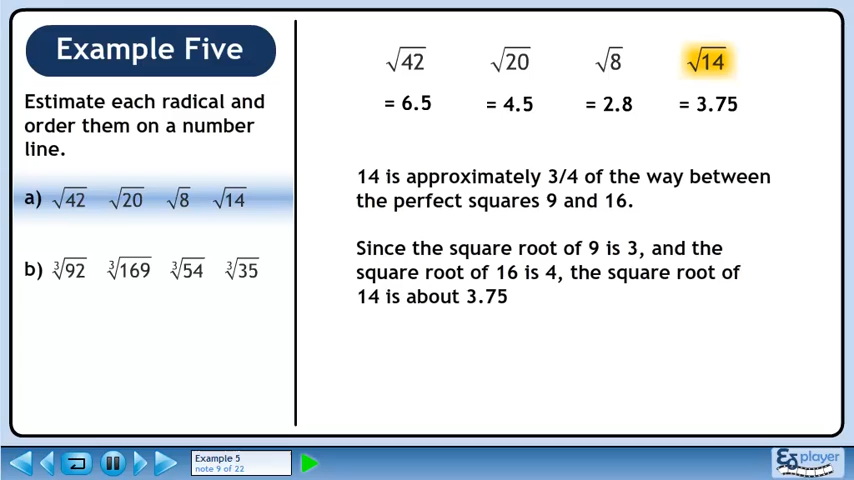 Example Five
Estimate each radical and
order them on a number
line.
a) √42 √20 √8 √14
b) ∛92 ∛169 ∛54 ∛35
√42 √20 √8 √14
= 6.5 = 4.5 = 2.8 = 3.75
14 is approximately 3/4 of the way between
the perfect squares 9 and 16.
Since the square root of 9 is 3, and the
square root of 16 is 4, the square root of
14 is about 3.75
Example 5
note 9 of 22
player